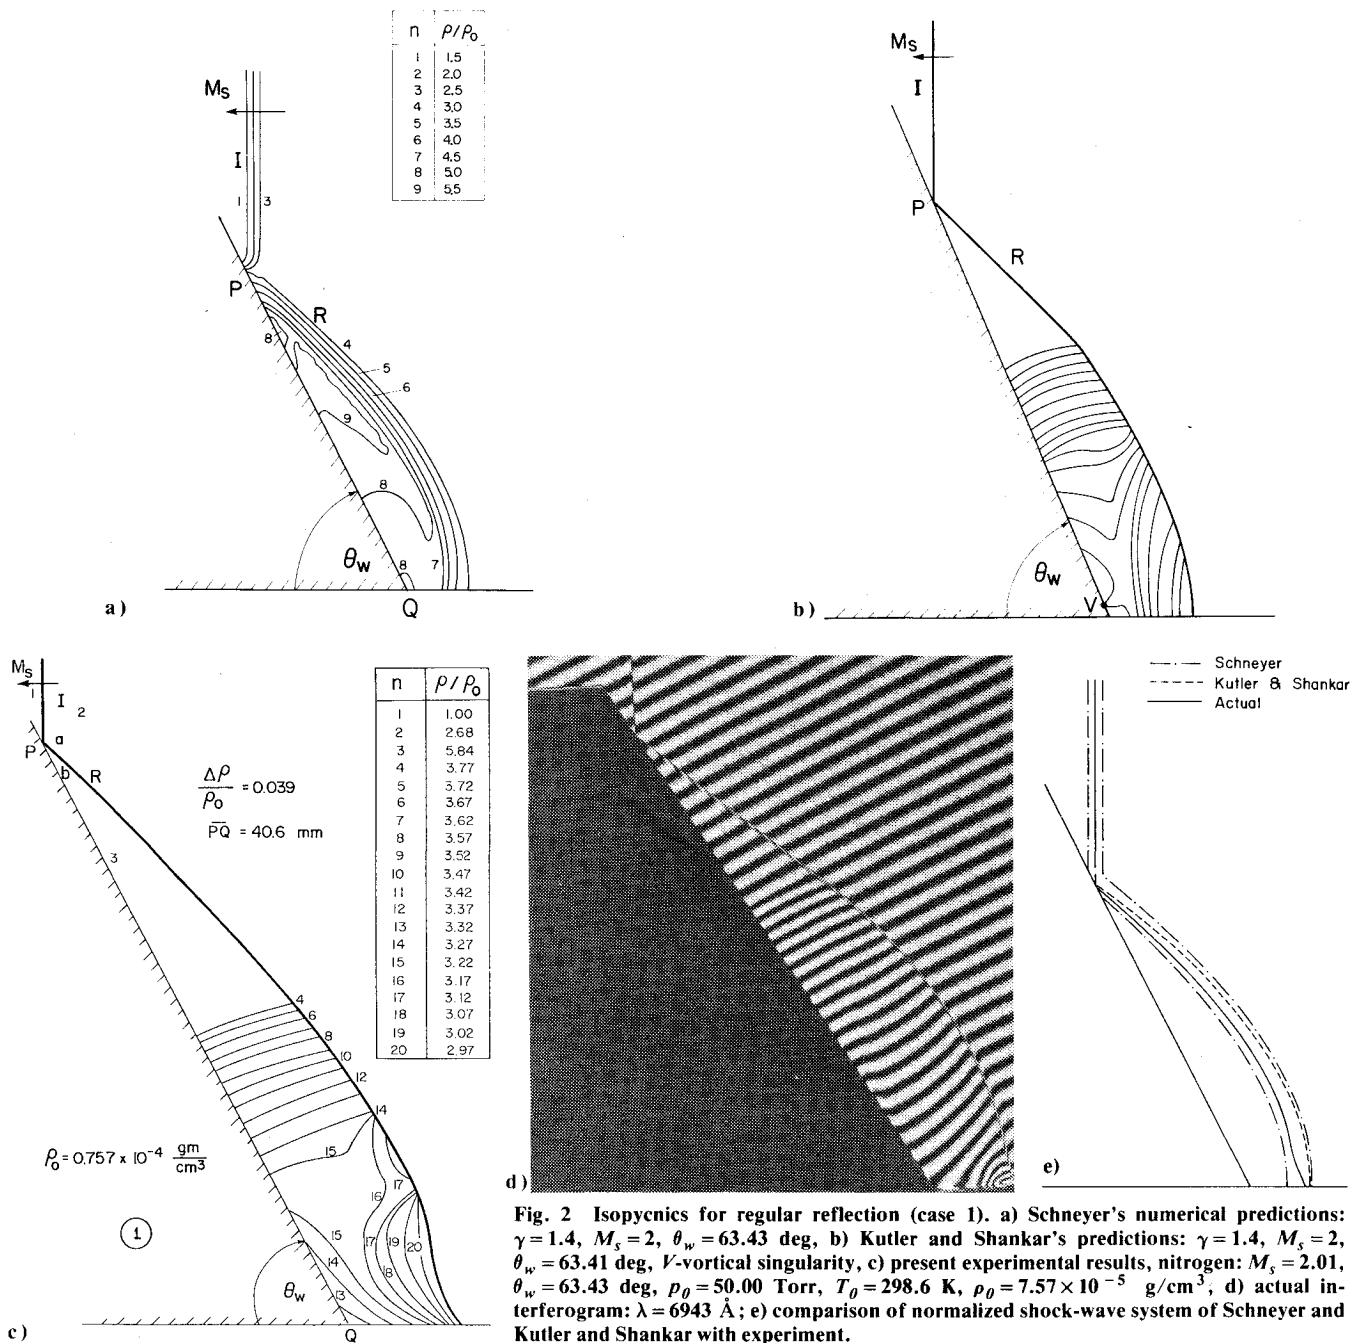 n ρ/ρ₀
1 1.5
2 2.0
3 2.5
4 3.0
5 3.5
6 4.0
7 4.5
8 5.0
9 5.5
Mₛ
I
1 3
P
R
8
4
5
6
9
8
θ_w
8
7
a)
Q
Mₛ
I
P
R
θ_w
V
b)
Mₛ
1 I 2
P a
b R
3
Δρ/ρ₀ = 0.039
PQ = 40.6 mm
n ρ/ρ₀
1 1.00
2 2.68
3 5.84
4 3.77
5 3.72
6 3.67
7 3.62
8 3.57
9 3.52
10 3.47
11 3.42
12 3.37
13 3.32
14 3.27
15 3.22
16 3.17
17 3.12
18 3.07
19 3.02
20 2.97
4
6
8
10
12
14
15
16
17
15
14
13
17
18
19
20
ρ₀ = 0.757 x 10⁻⁴ gm/cm³
1
θ_w
c)
Q
d)
Schneyer
Kutler & Shankar
Actual
e)
Fig. 2 Isopycnics for regular reflection (case 1). a) Schneyer's numerical predictions:
γ = 1.4, Mₛ = 2, θ_w = 63.43 deg, b) Kutler and Shankar's predictions: γ = 1.4, Mₛ = 2,
θ_w = 63.41 deg, V-vortical singularity, c) present experimental results, nitrogen: Mₛ = 2.01,
θ_w = 63.43 deg, p₀ = 50.00 Torr, T₀ = 298.6 K, ρ₀ = 7.57 × 10⁻⁵ g/cm³; d) actual in-
terferogram: λ = 6943 Å; e) comparison of normalized shock-wave system of Schneyer and
Kutler and Shankar with experiment.